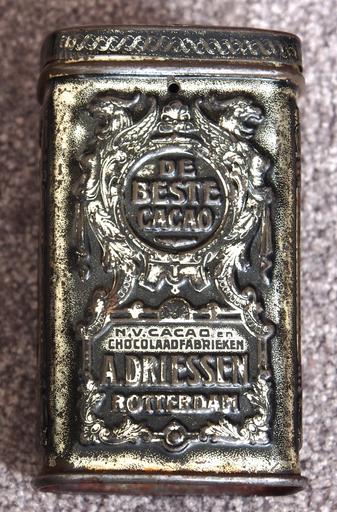 DE
BESTE
CACAO
N.V. CACAO en
CHOCOLAADFABRIEKEN
A. DRIESSEN
ROTTERDAM